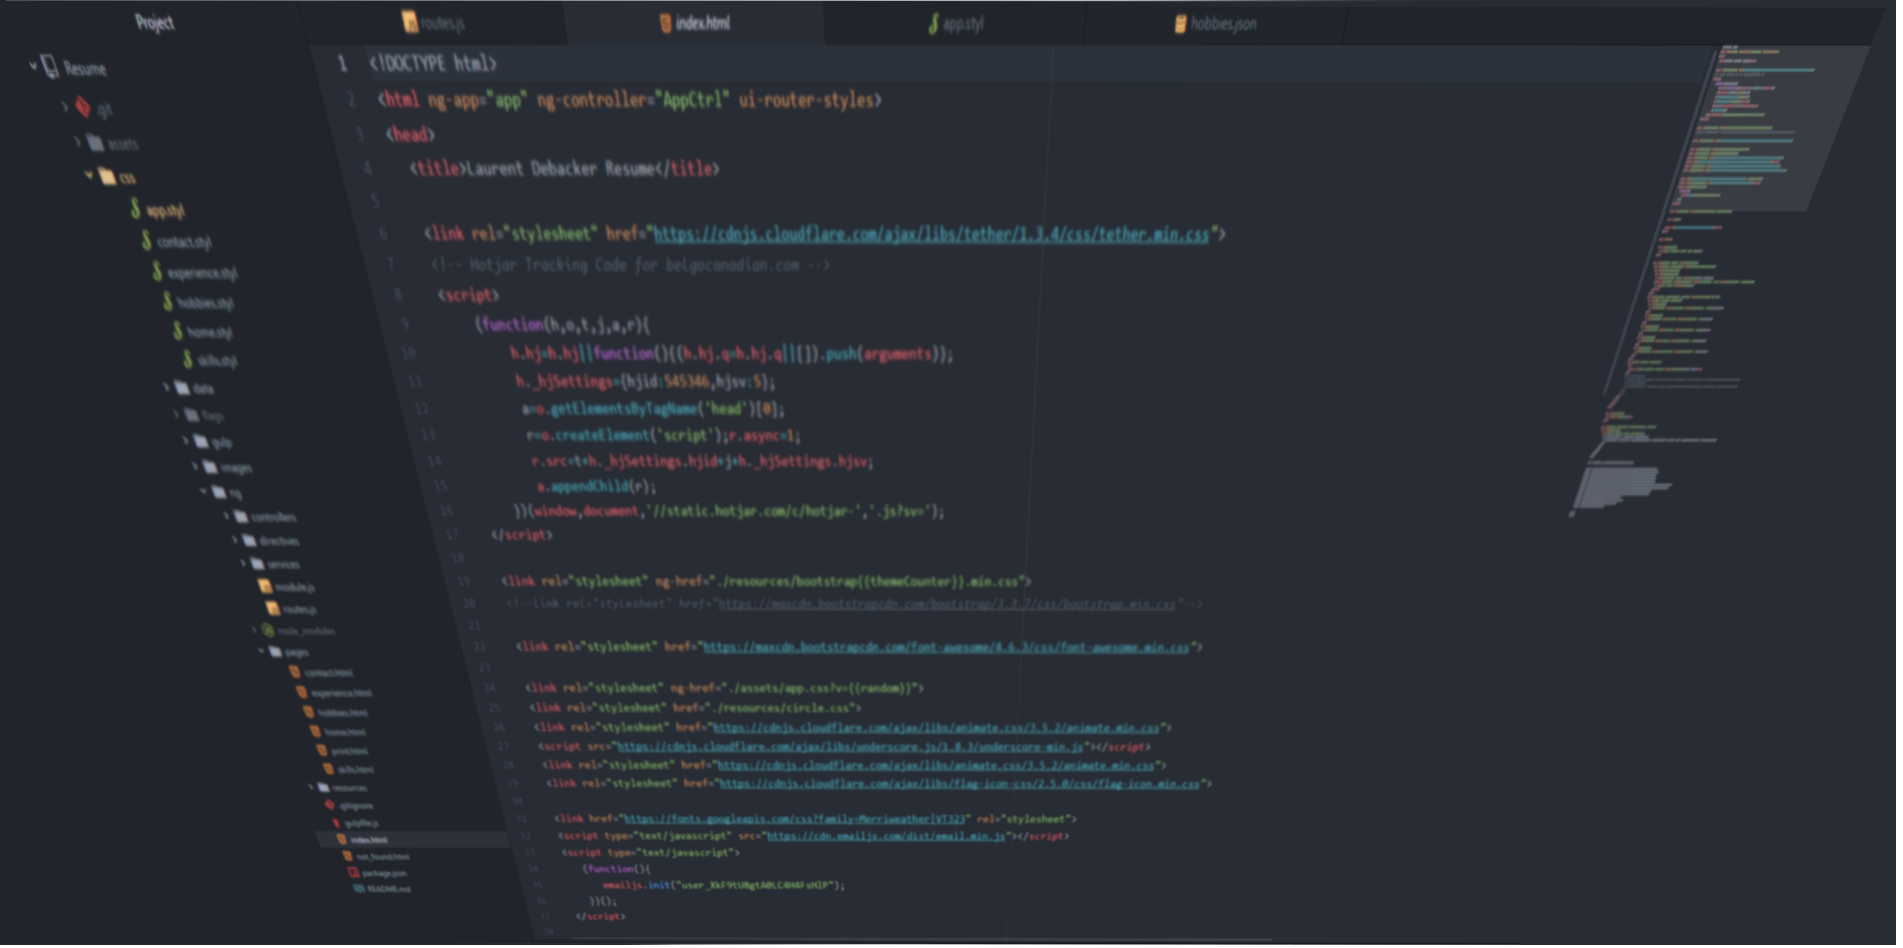 Project
routes.js
index.html
app.styl
hobbies.json
Resume
.git
assets
css
app.styl
contact.styl
experience.styl
hobbies.styl
home.styl
skills.styl
data
flags
gulp
images
ng
controllers
directives
services
module.js
routes.js
node_modules
pages
contact.html
experience.html
hobbies.html
home.html
print.html
skills.html
resources
.gitignore
gulpfile.js
index.html
not_found.html
package.json
README.md
1 <!DOCTYPE html>
2 <html ng-app="app" ng-controller="AppCtrl" ui-router-styles>
3 <head>
4 <title>Laurent Debacker Resume</title>
5
6 <link rel="stylesheet" href="https://cdnjs.cloudflare.com/ajax/libs/tether/1.3.4/css/tether.min.css">
7 <!-- Hotjar Tracking Code for belgocanadian.com -->
8 <script>
9 (function(h,o,t,j,a,r){
10 h.hj=h.hj||function(){(h.hj.q=h.hj.q||[]).push(arguments)};
11 h._hjSettings={hjid:545346,hjsv:5};
12 a=o.getElementsByTagName('head')[0];
13 r=o.createElement('script');r.async=1;
14 r.src=t+h._hjSettings.hjid+j+h._hjSettings.hjsv;
15 a.appendChild(r);
16 })(window,document,'//static.hotjar.com/c/hotjar-','.js?sv=');
17 </script>
18
19 <link rel="stylesheet" ng-href="./resources/bootstrap{{themeCounter}}.min.css">
20 <!--link rel="stylesheet" href="https://maxcdn.bootstrapcdn.com/bootstrap/3.3.7/css/bootstrap.min.css"-->
21
22 <link rel="stylesheet" href="https://maxcdn.bootstrapcdn.com/font-awesome/4.6.3/css/font-awesome.min.css">
23
24 <link rel="stylesheet" ng-href="./assets/app.css?v={{random}}">
25 <link rel="stylesheet" href="./resources/circle.css">
26 <link rel="stylesheet" href="https://cdnjs.cloudflare.com/ajax/libs/animate.css/3.5.2/animate.min.css">
27 <script src="https://cdnjs.cloudflare.com/ajax/libs/underscore.js/1.8.3/underscore-min.js"></script>
28 <link rel="stylesheet" href="https://cdnjs.cloudflare.com/ajax/libs/animate.css/3.5.2/animate.min.css">
29 <link rel="stylesheet" href="https://cdnjs.cloudflare.com/ajax/libs/flag-icon-css/2.5.0/css/flag-icon.min.css">
30
31 <link href="https://fonts.googleapis.com/css?family=Merriweather|VT323" rel="stylesheet">
32 <script type="text/javascript" src="https://cdn.emailjs.com/dist/email.min.js"></script>
33 <script type="text/javascript">
34 (function(){
35 emailjs.init(
36 })();
37 </script>
38